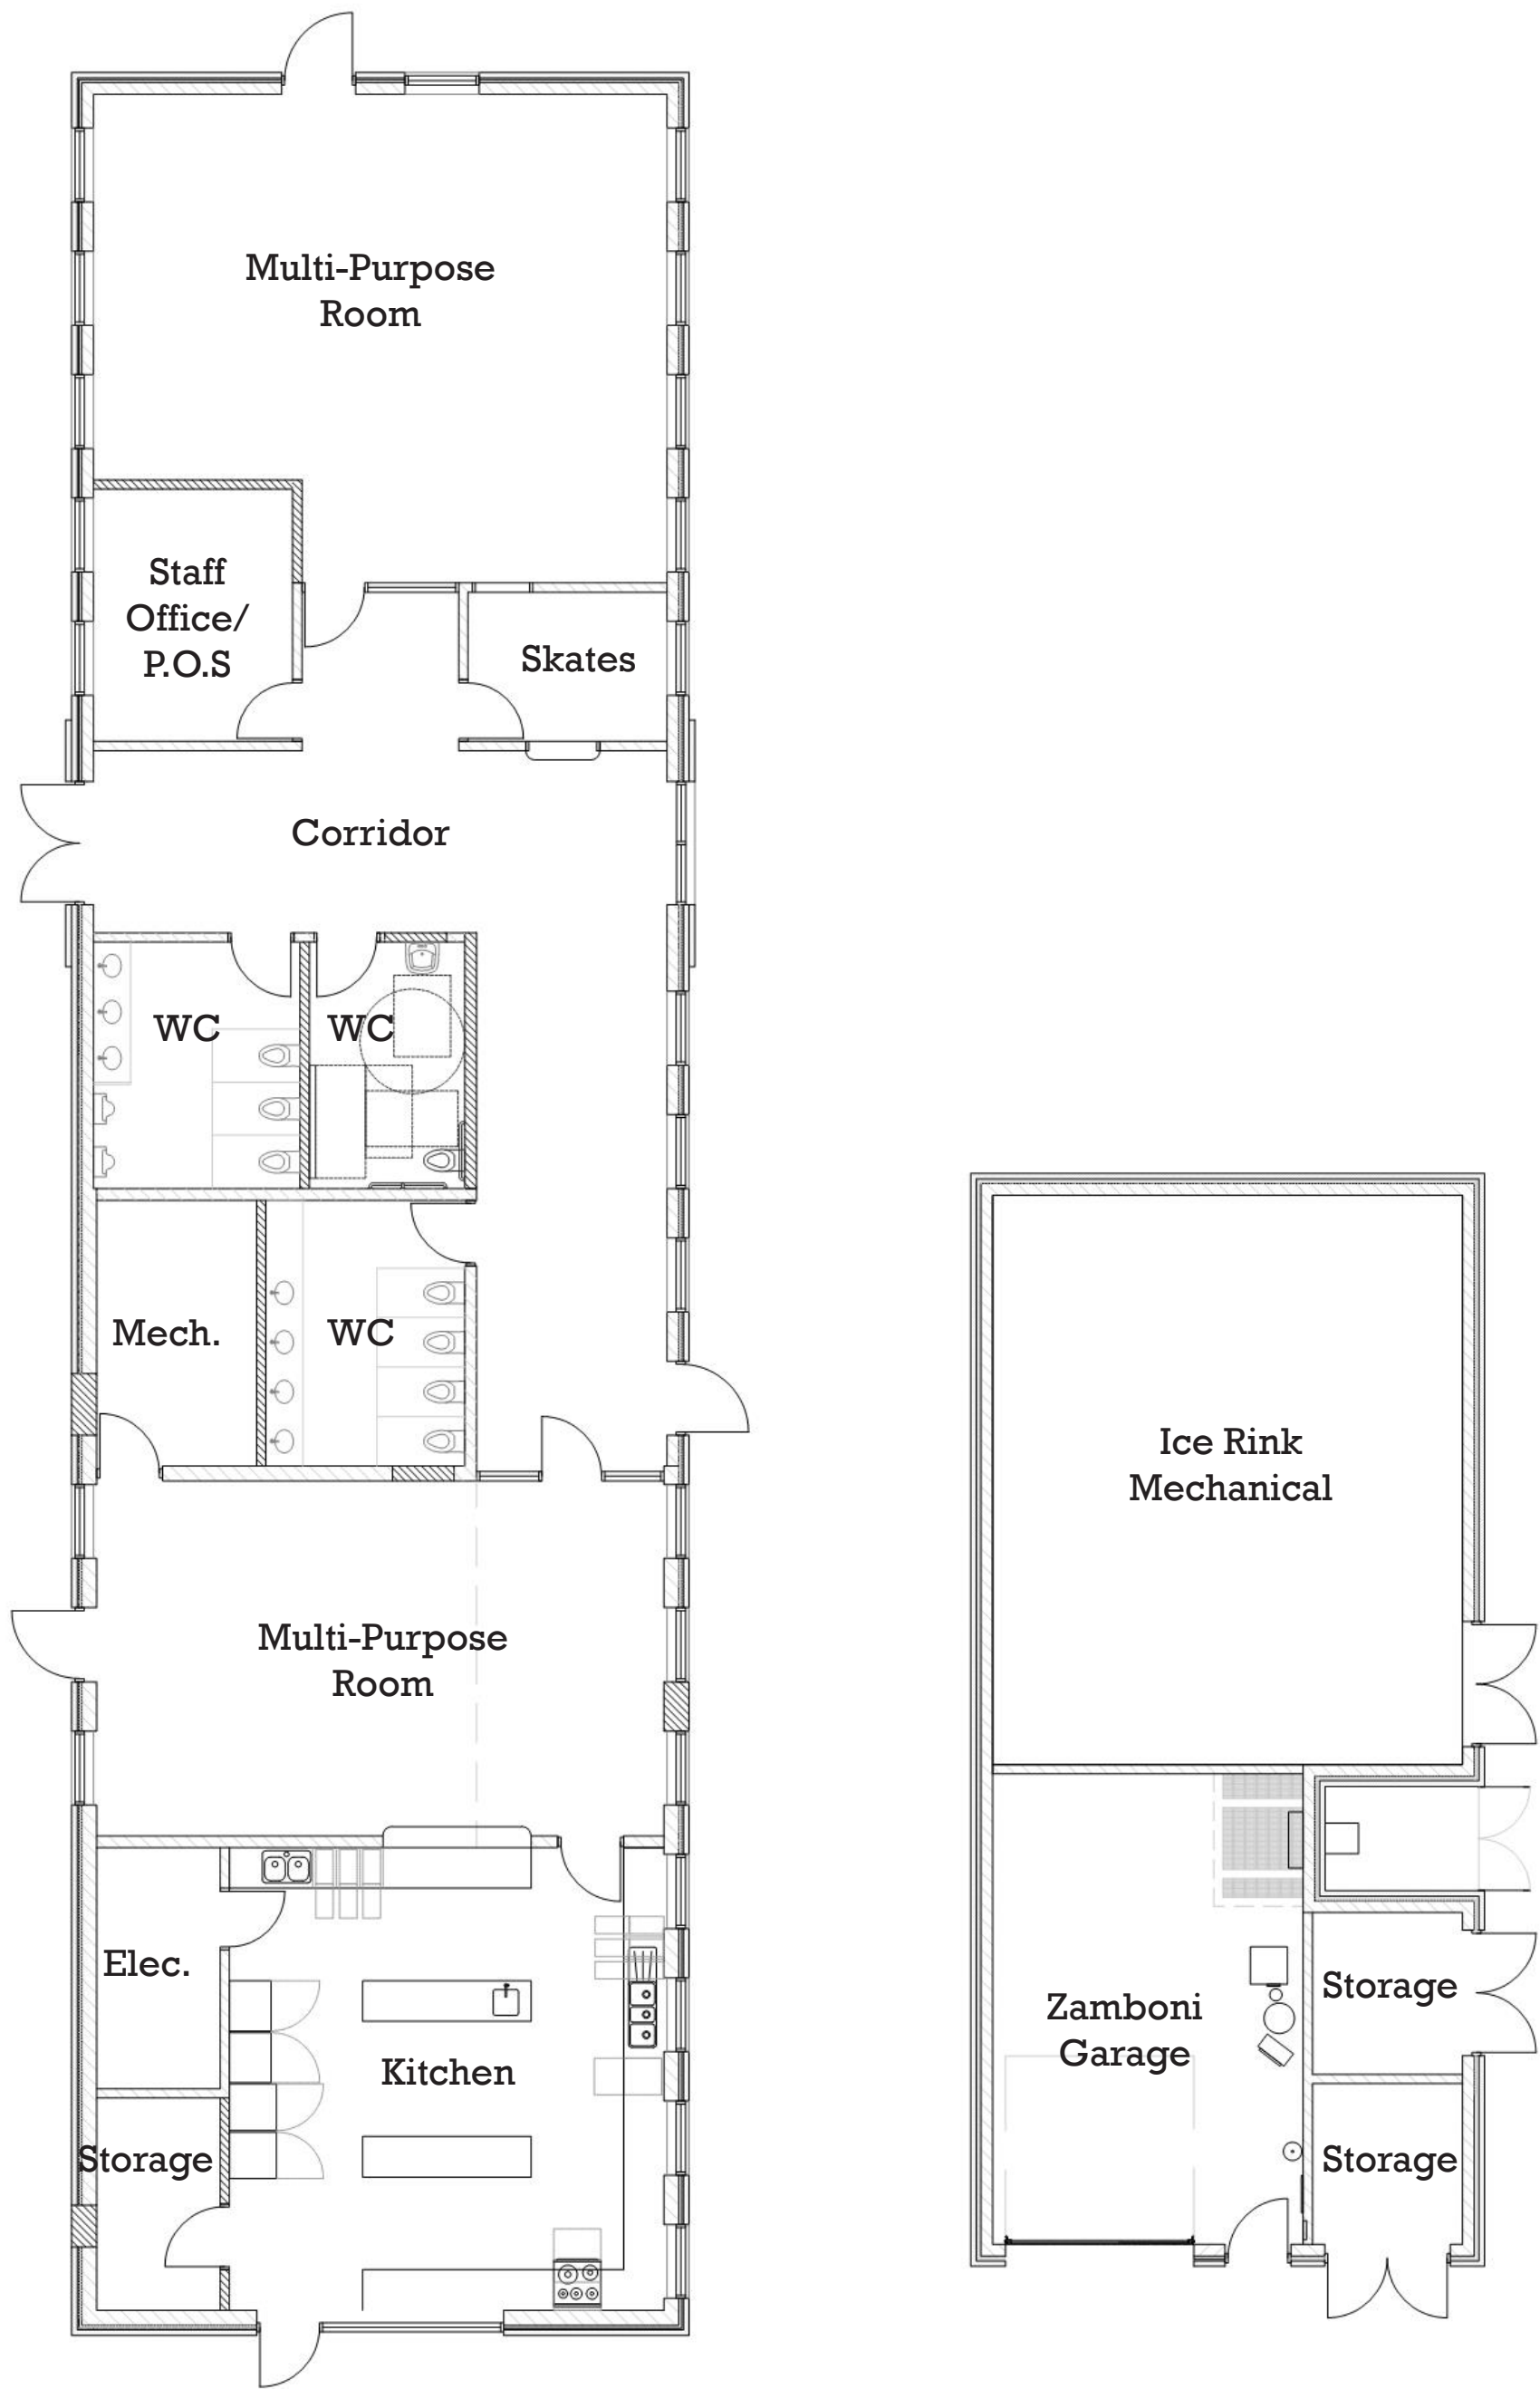 Multi-Purpose
Room
Staff
Office/
P.O.S
Skates
Corridor
WC
WC
Mech.
WC
Multi-Purpose
Room
Elec.
Kitchen
Storage
Ice Rink
Mechanical
Zamboni
Garage
Storage
Storage